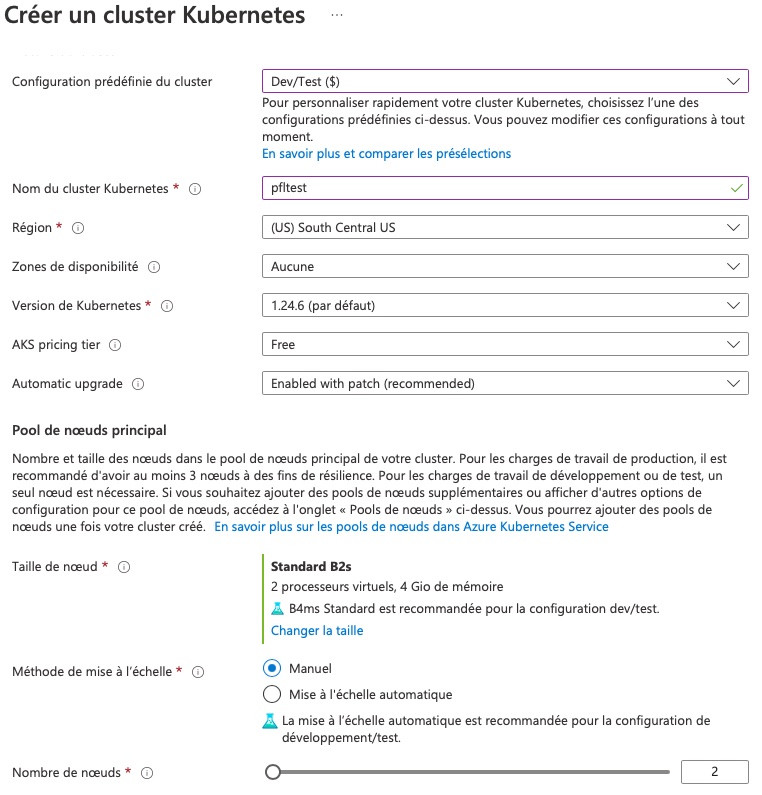 Créer un cluster Kubernetes ...
Configuration prédéfinie du cluster
Dev/Test ($)
Pour personnaliser rapidement votre cluster Kubernetes, choisissez l'une des
configurations prédéfinies ci-dessus. Vous pouvez modifier ces configurations à tout
moment.
En savoir plus et comparer les présélections
Nom du cluster Kubernetes *
pfltest
Région *
(US) South Central US
Zones de disponibilité
Aucune
Version de Kubernetes *
1.24.6 (par défaut)
AKS pricing tier
Free
Automatic upgrade
Enabled with patch (recommended)
Pool de nœuds principal
Nombre et taille des nœuds dans le pool de nœuds principal de votre cluster. Pour les charges de travail de production, il est
recommandé d'avoir au moins 3 nœuds à des fins de résilience. Pour les charges de travail de développement ou de test, un
seul nœud est nécessaire. Si vous souhaitez ajouter des pools de nœuds supplémentaires ou afficher d'autres options de
configuration pour ce pool de nœuds, accédez à l'onglet « Pools de nœuds » ci-dessus. Vous pourrez ajouter des pools de
nœuds une fois votre cluster créé. En savoir plus sur les pools de nœuds dans Azure Kubernetes Service
Taille de nœud *
Standard B2s
2 processeurs virtuels, 4 Gio de mémoire
B4ms Standard est recommandée pour la configuration dev/test.
Changer la taille
Méthode de mise à l'échelle *
Manuel
Mise à l'échelle automatique
La mise à l'échelle automatique est recommandée pour la configuration de
développement/test.
Nombre de nœuds *
2